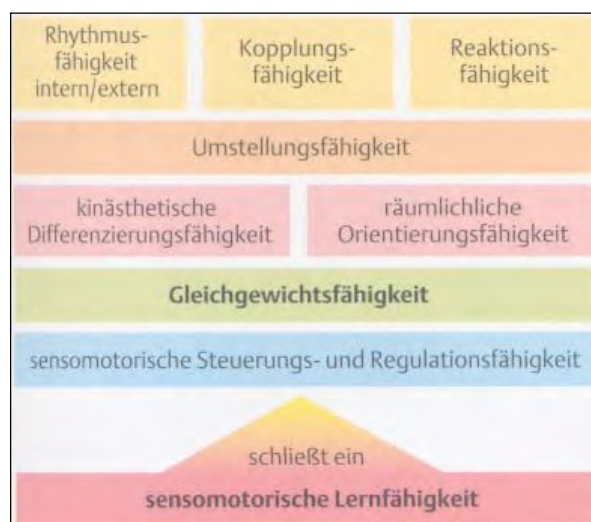 Rhythmus-
fähigkeit
intern/extern
Kopplungs-
fähigkeit
Reaktions-
fähigkeit
Umstellungsfähigkeit
kinästhetische
Differenzierungsfähigkeit
räumlichliche
Orientierungsfähigkeit
Gleichgewichtsfähigkeit
sensomotorische Steuerungs- und Regulationsfähigkeit
schließt ein
sensomotorische Lernfähigkeit